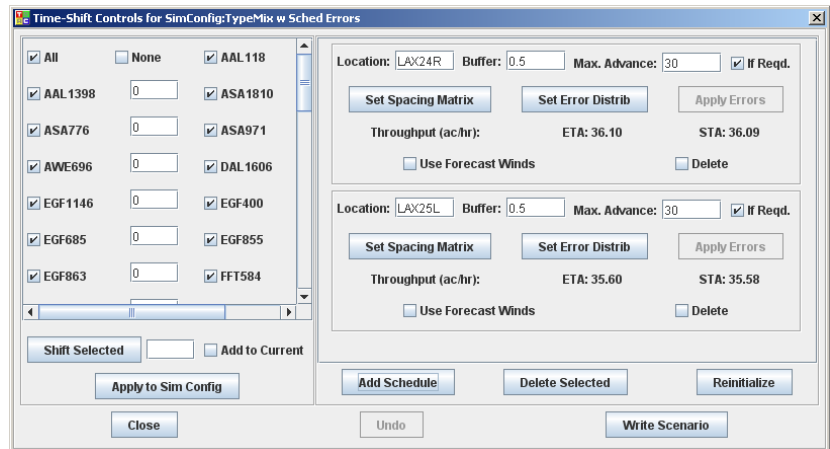 Time-Shift Controls for SimConfig:TypeMix w Sched Errors
All None AAL118
AAL1398 0 ASA1810
ASA776 0 ASA971
AWE696 0 DAL1606
EGF1146 0 EGF400
EGF685 0 EGF855
EGF863 0 FFT584
Shift Selected Add to Current
Apply to Sim Config
Location: LAX24R Buffer: 0.5 Max. Advance: 30 If Reqd.
Set Spacing Matrix Set Error Distrib Apply Errors
Throughput (ac/hr): ETA: 36.10 STA: 36.09
Use Forecast Winds Delete
Location: LAX25L Buffer: 0.5 Max. Advance: 30 If Reqd.
Set Spacing Matrix Set Error Distrib Apply Errors
Throughput (ac/hr): ETA: 35.60 STA: 35.58
Use Forecast Winds Delete
Add Schedule Delete Selected Reinitialize
Close Undo Write Scenario